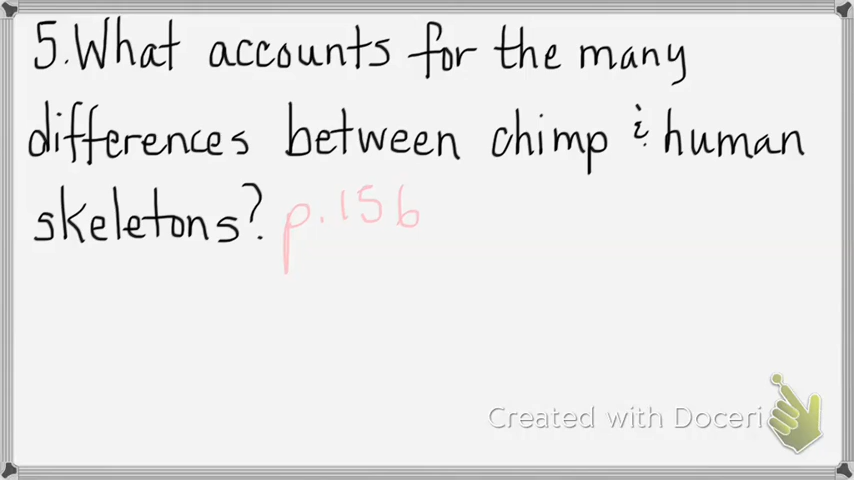 5. What accounts for the many
differences between chimp & human
skeletons? p.156
Created with Doceri